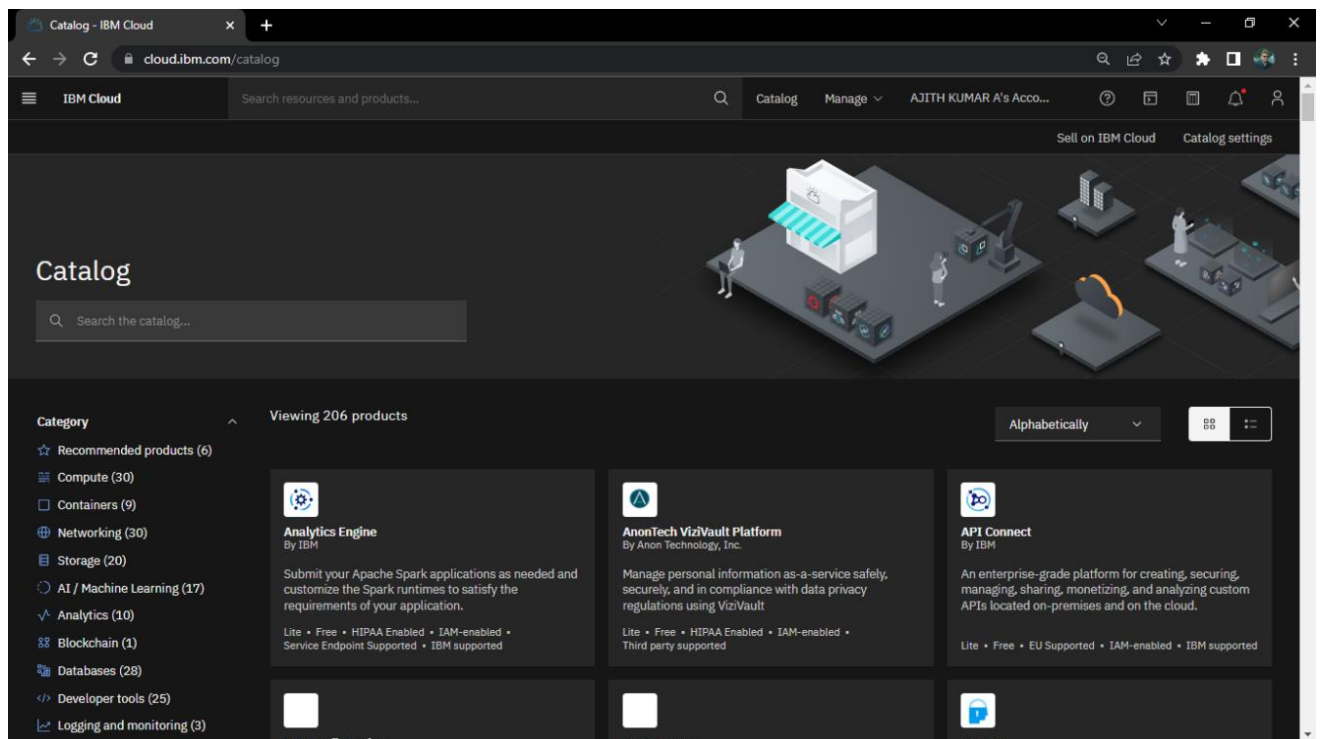 Catalog - IBM Cloud
cloud.ibm.com/catalog
IBM Cloud
Search resources and products...
Catalog
Manage
AJITH KUMAR A's Acco...
Sell on IBM Cloud
Catalog settings
Catalog
Search the catalog...
Category
Recommended products (6)
Compute (30)
Containers (9)
Networking (30)
Storage (20)
AI / Machine Learning (17)
Analytics (10)
Blockchain (1)
Databases (28)
Developer tools (25)
Logging and monitoring (3)
Viewing 206 products
Alphabetically
Analytics Engine
By IBM
Submit your Apache Spark applications as needed and
customize the Spark runtimes to satisfy the
requirements of your application.
Lite • Free • HIPAA Enabled • IAM-enabled •
Service Endpoint Supported • IBM supported
AnonTech ViziVault Platform
By Anon Technology, Inc.
Manage personal information as-a-service safely,
securely, and in compliance with data privacy
regulations using ViziVault
Lite • Free • HIPAA Enabled • IAM-enabled •
Third party supported
API Connect
By IBM
An enterprise-grade platform for creating, securing,
managing, sharing, monetizing, and analyzing custom
APIs located on-premises and on the cloud.
Lite • Free • EU Supported • IAM-enabled • IBM supported